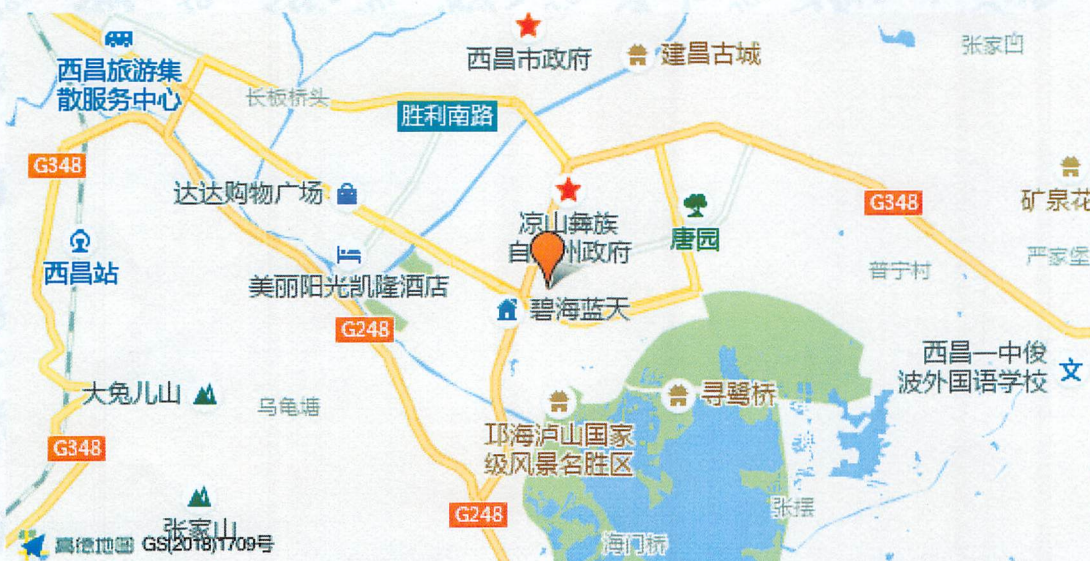 西昌市政府
建昌古城
张家凹
西昌旅游集
散服务中心
长板桥头
胜利南路
G348
达达购物广场
G348
矿泉花
凉山彝族
自 州政府
唐园
西昌站
严家堡
普宁村
美丽阳光凯隆酒店
碧海蓝天
G248
西昌一中俊
波外国语学校
文
大兔儿山
乌龟塘
寻鹭桥
邛海泸山国家
级风景名胜区
G348
张家山
G248
张摆
海门桥
高德地图 GS(2018)1709号